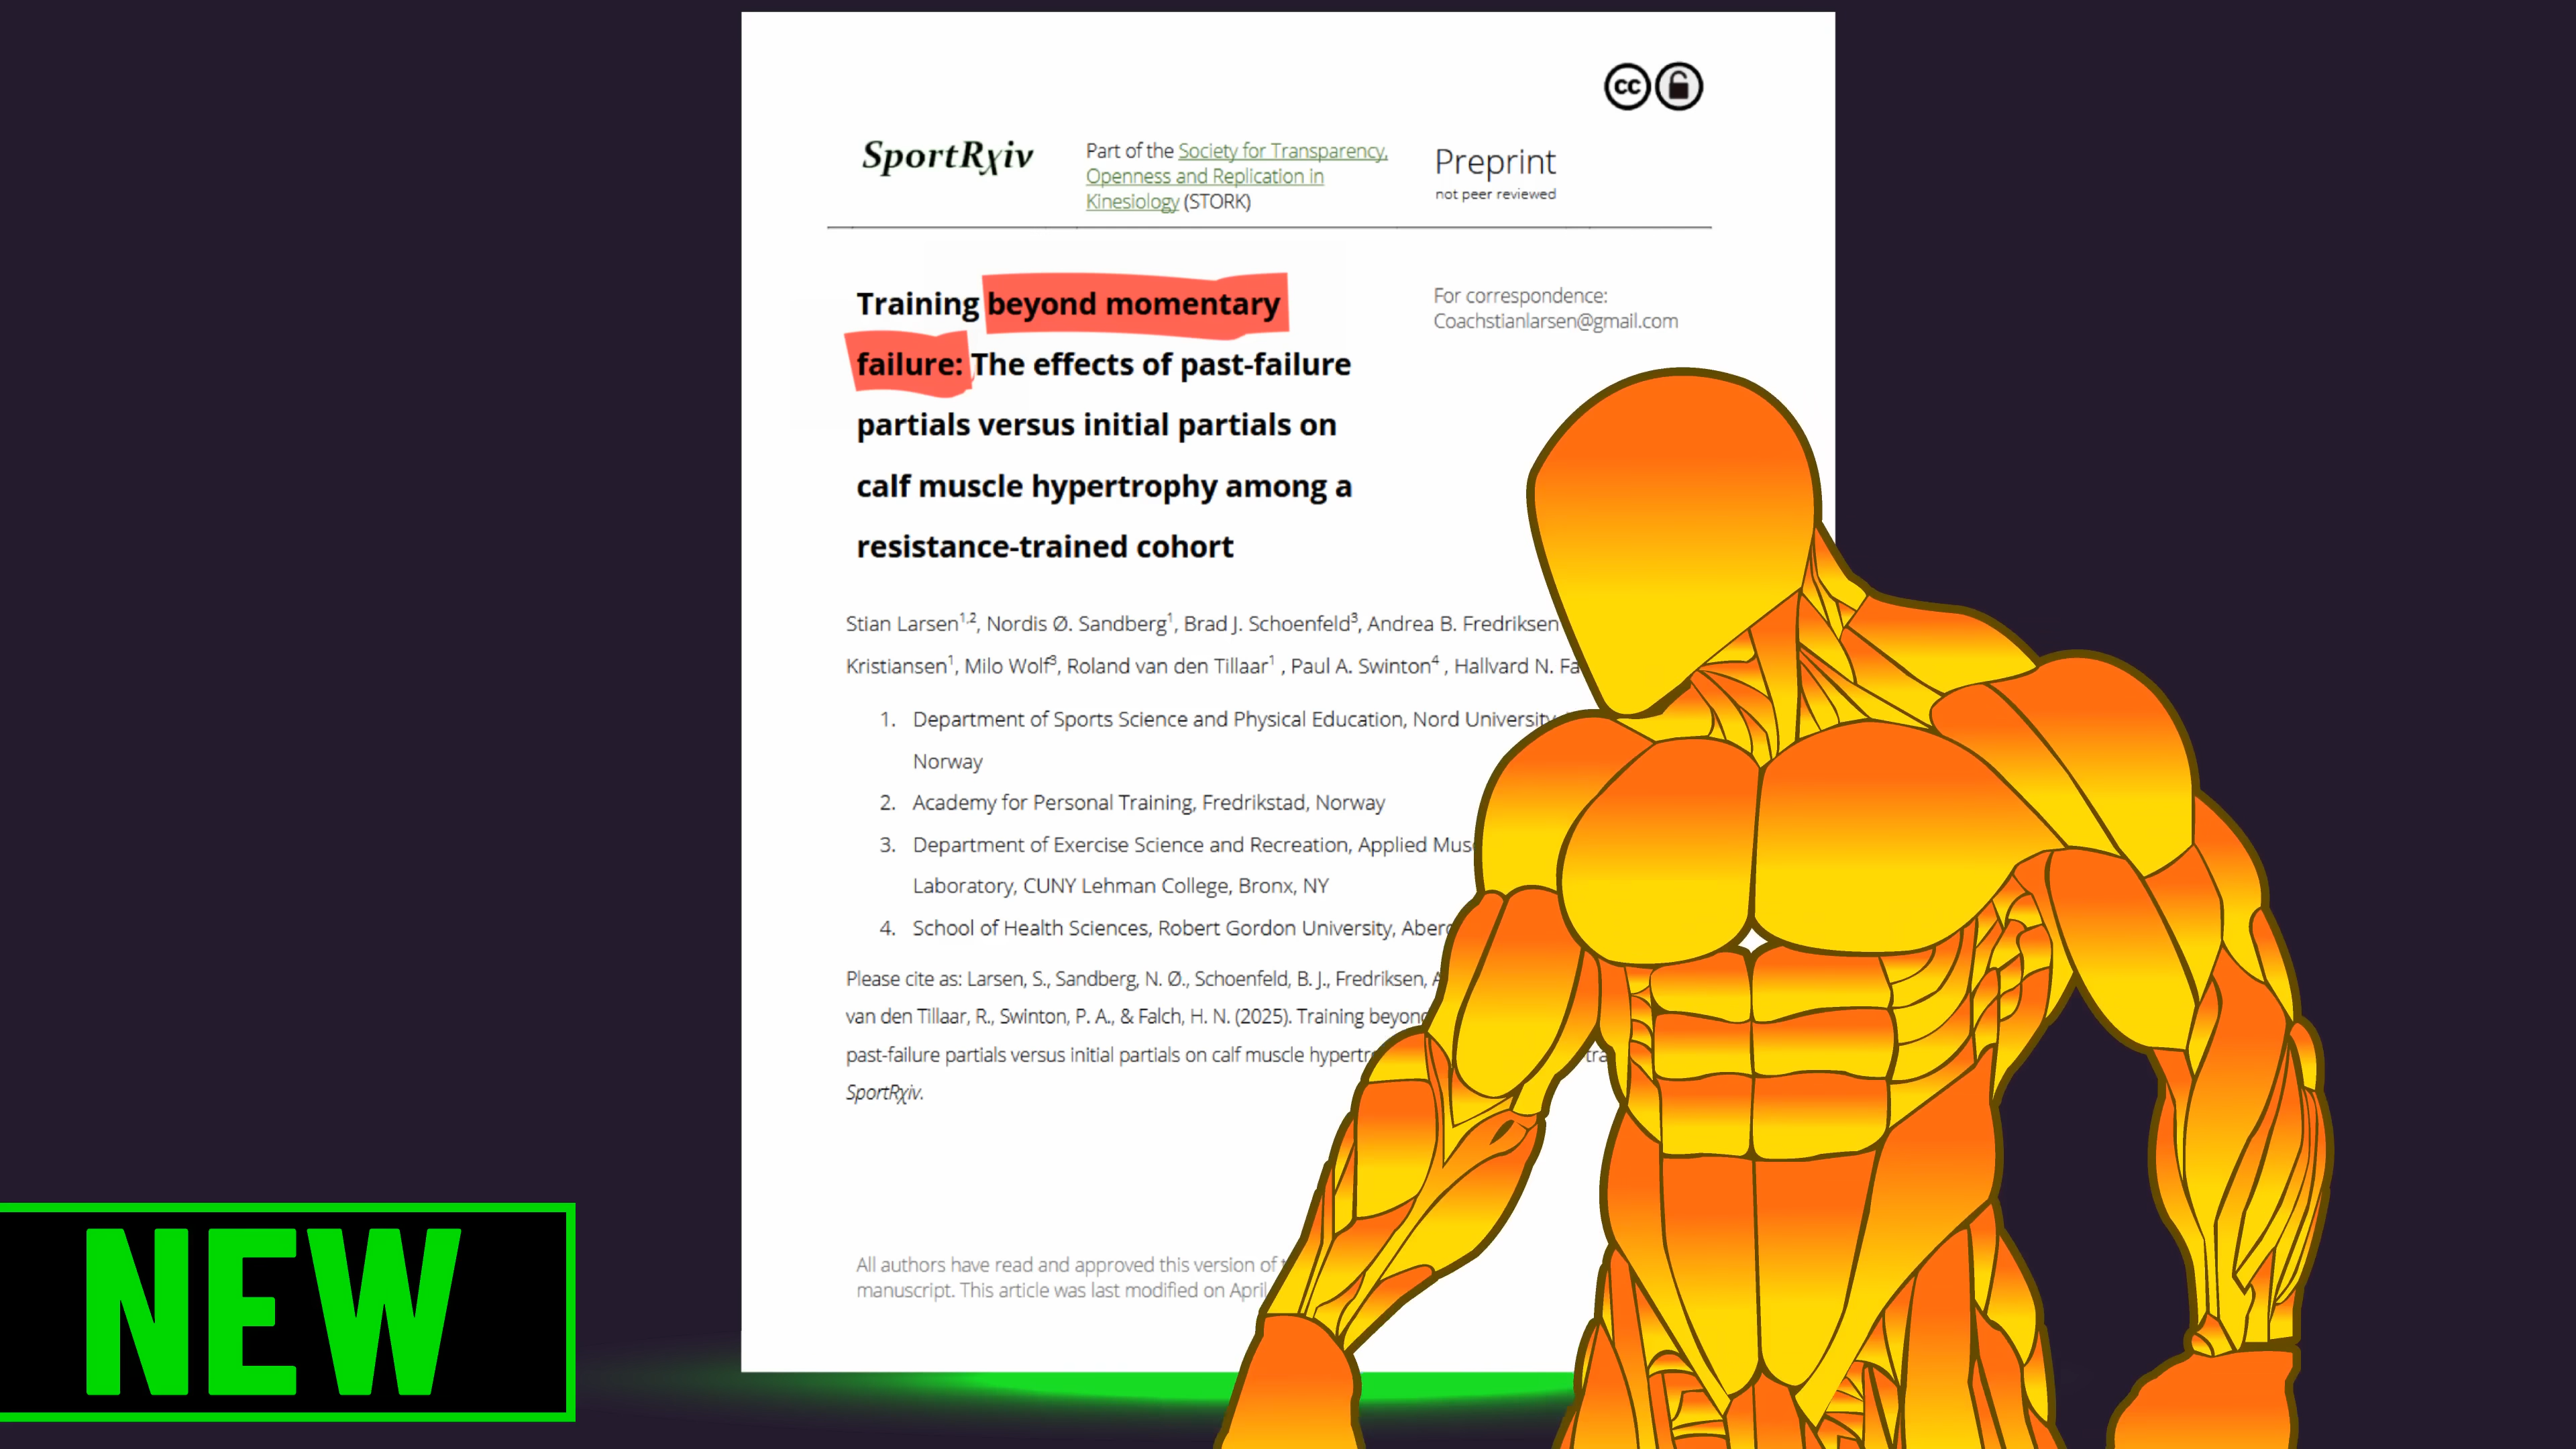 cc
SportRχiv
Part of the Society for Transparency,
Openness and Replication in
Kinesiology (STORK)
Preprint
not peer reviewed
Training beyond momentary
failure: The effects of past-failure
partials versus initial partials on
calf muscle hypertrophy among a
resistance-trained cohort
For correspondence:
Coachstianlarsen@gmail.com
Stian Larsen1,2, Nordis Ø. Sandberg1, Brad J. Schoenfeld3, Andrea B. Fredriksen
Kristiansen1, Milo Wolf3, Roland van den Tillaar1 , Paul A. Swinton4 , Hallvard N.
1. Department of Sports Science and Physical Education, Nord University,
Norway
2. Academy for Personal Training, Fredrikstad, Norway
3. Department of Exercise Science and Recreation, Applied
Laboratory, CUNY Lehman College, Bronx, NY
4. School of Health Sciences, Robert Gordon University,
Please cite as: Larsen, S., Sandberg, N. Ø., Schoenfeld, B. J., Fredriksen,
van den Tillaar, R., Swinton, P. A., & Falch, H. N. (2025). Training
past-failure partials versus initial partials on calf muscle
SportRχiv.
All authors have read and approved this version of
manuscript. This article was last modified on April
NEW